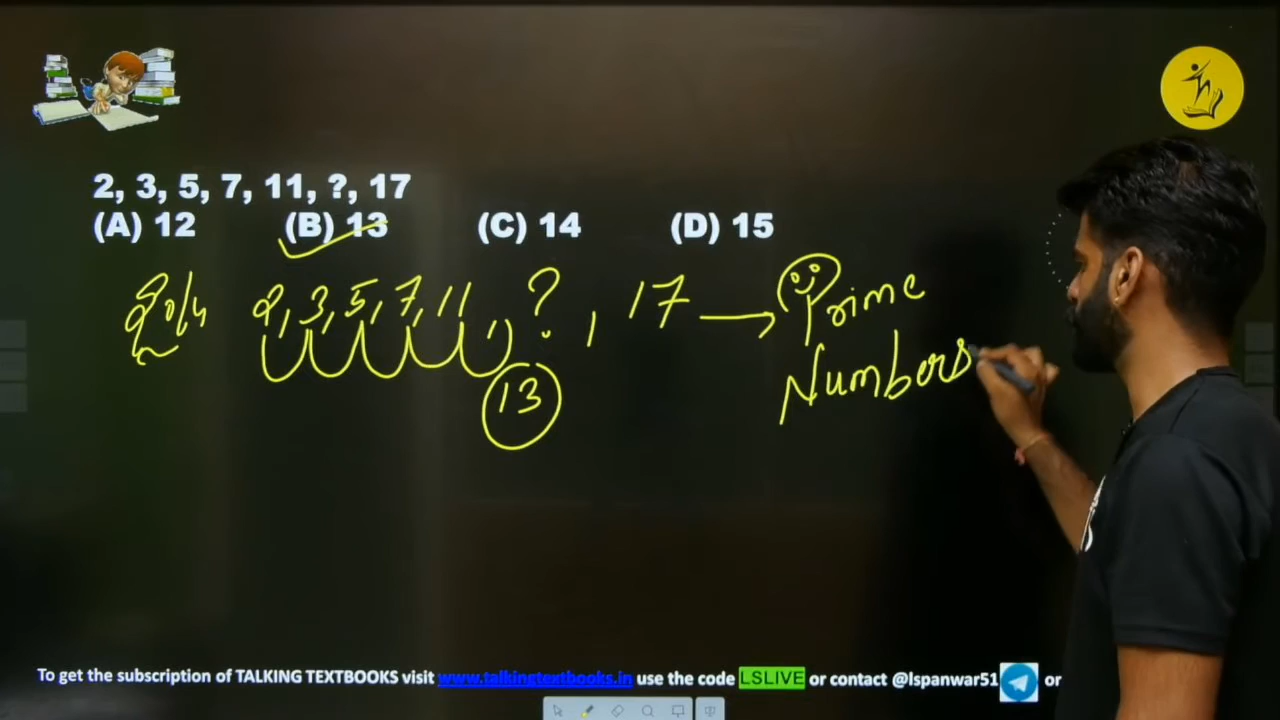 2, 3, 5, 7, 11, ?, 17
(A) 12 (B) 13 (C) 14 (D) 15
Soln 2, 3, 5, 7, 11, ?, 17 → Prime
Numbers
13
To get the subscription of TALKING TEXTBOOKS visit www.talkingtextbooks.in use the code LSLIVE or contact @lspanwar51 or